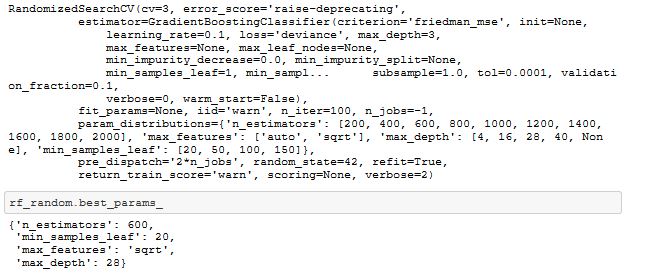 RandomizedSearchCV(cv=3, error_score='raise-deprecating',
estimator=GradientBoostingClassifier(criterion='friedman_mse', init=None,
learning_rate=0.1, loss='deviance', max_depth=3,
max_features=None, max_leaf_nodes=None,
min_impurity_decrease=0.0, min_impurity_split=None,
min_samples_leaf=1, min_sampl... subsample=1.0, tol=0.0001, validati
on_fraction=0.1,
verbose=0, warm_start=False),
fit_params=None, iid='warn', n_iter=100, n_jobs=-1,
param_distributions={'n_estimators': [200, 400, 600, 800, 1000, 1200, 1400,
1600, 1800, 2000], 'max_features': ['auto', 'sqrt'], 'max_depth': [4, 16, 28, 40, Non
e], 'min_samples_leaf': [20, 50, 100, 150]},
pre_dispatch='2*n_jobs', random_state=42, refit=True,
return_train_score='warn', scoring=None, verbose=2)
rf_random.best_params_
{'n_estimators': 600,
'min_samples_leaf': 20,
'max_features': 'sqrt',
'max_depth': 28}